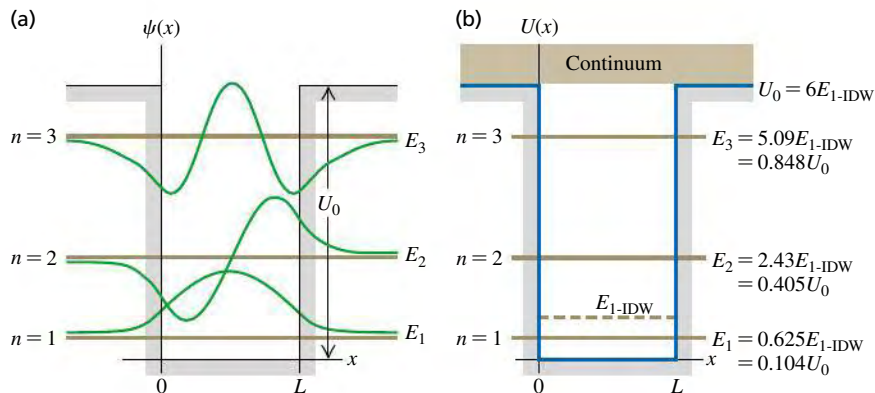 (a)
ψ(x)
n = 3
E₃
U₀
n = 2
E₂
n = 1
E₁
x
0
L
(b)
U(x)
Continuum
U₀ = 6E₁₋IDW
n = 3
E₃ = 5.09E₁₋IDW
= 0.848U₀
n = 2
E₂ = 2.43E₁₋IDW
= 0.405U₀
E₁₋IDW
n = 1
E₁ = 0.625E₁₋IDW
= 0.104U₀
x
0
L